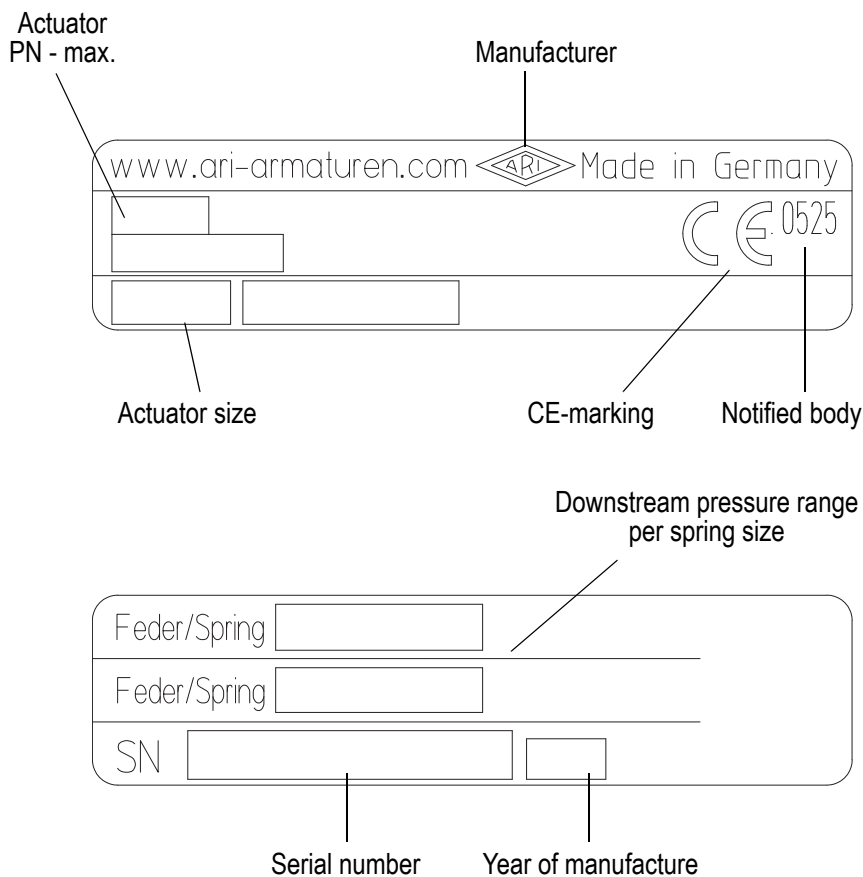 Actuator
PN - max.
Manufacturer
www.ari-armaturen.com ARI Made in Germany
CE.0525
Actuator size
CE-marking
Notified body
Downstream pressure range
per spring size
Feder/Spring
Feder/Spring
SN
Serial number
Year of manufacture